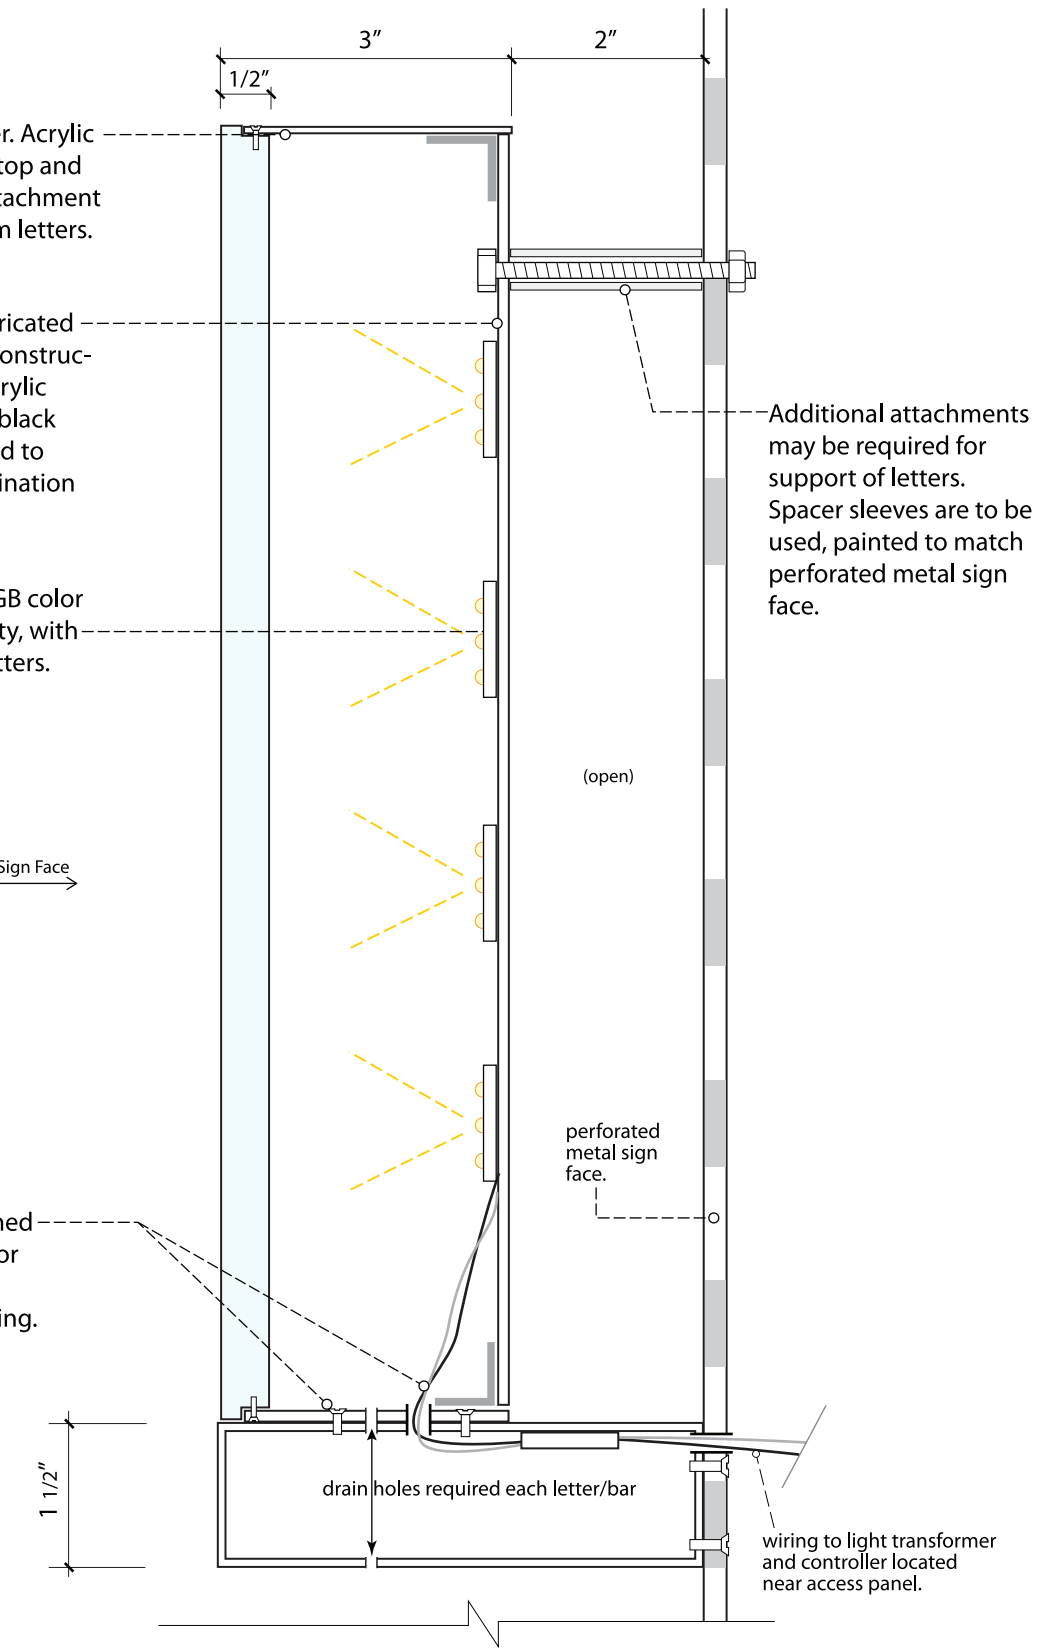 3”
2”
1/2”
r. Acrylic
top and
tachment
n letters.
ricated
onstruc-
rylic
black
d to
ination
GB color
ty, with
tters.
Additional attachments
may be required for
support of letters.
Spacer sleeves are to be
used, painted to match
perforated metal sign
face.
(open)
Sign Face
perforated
metal sign
face.
ned
or
ing.
1 1/2”
drain holes required each letter/bar
wiring to light transformer
and controller located
near access panel.